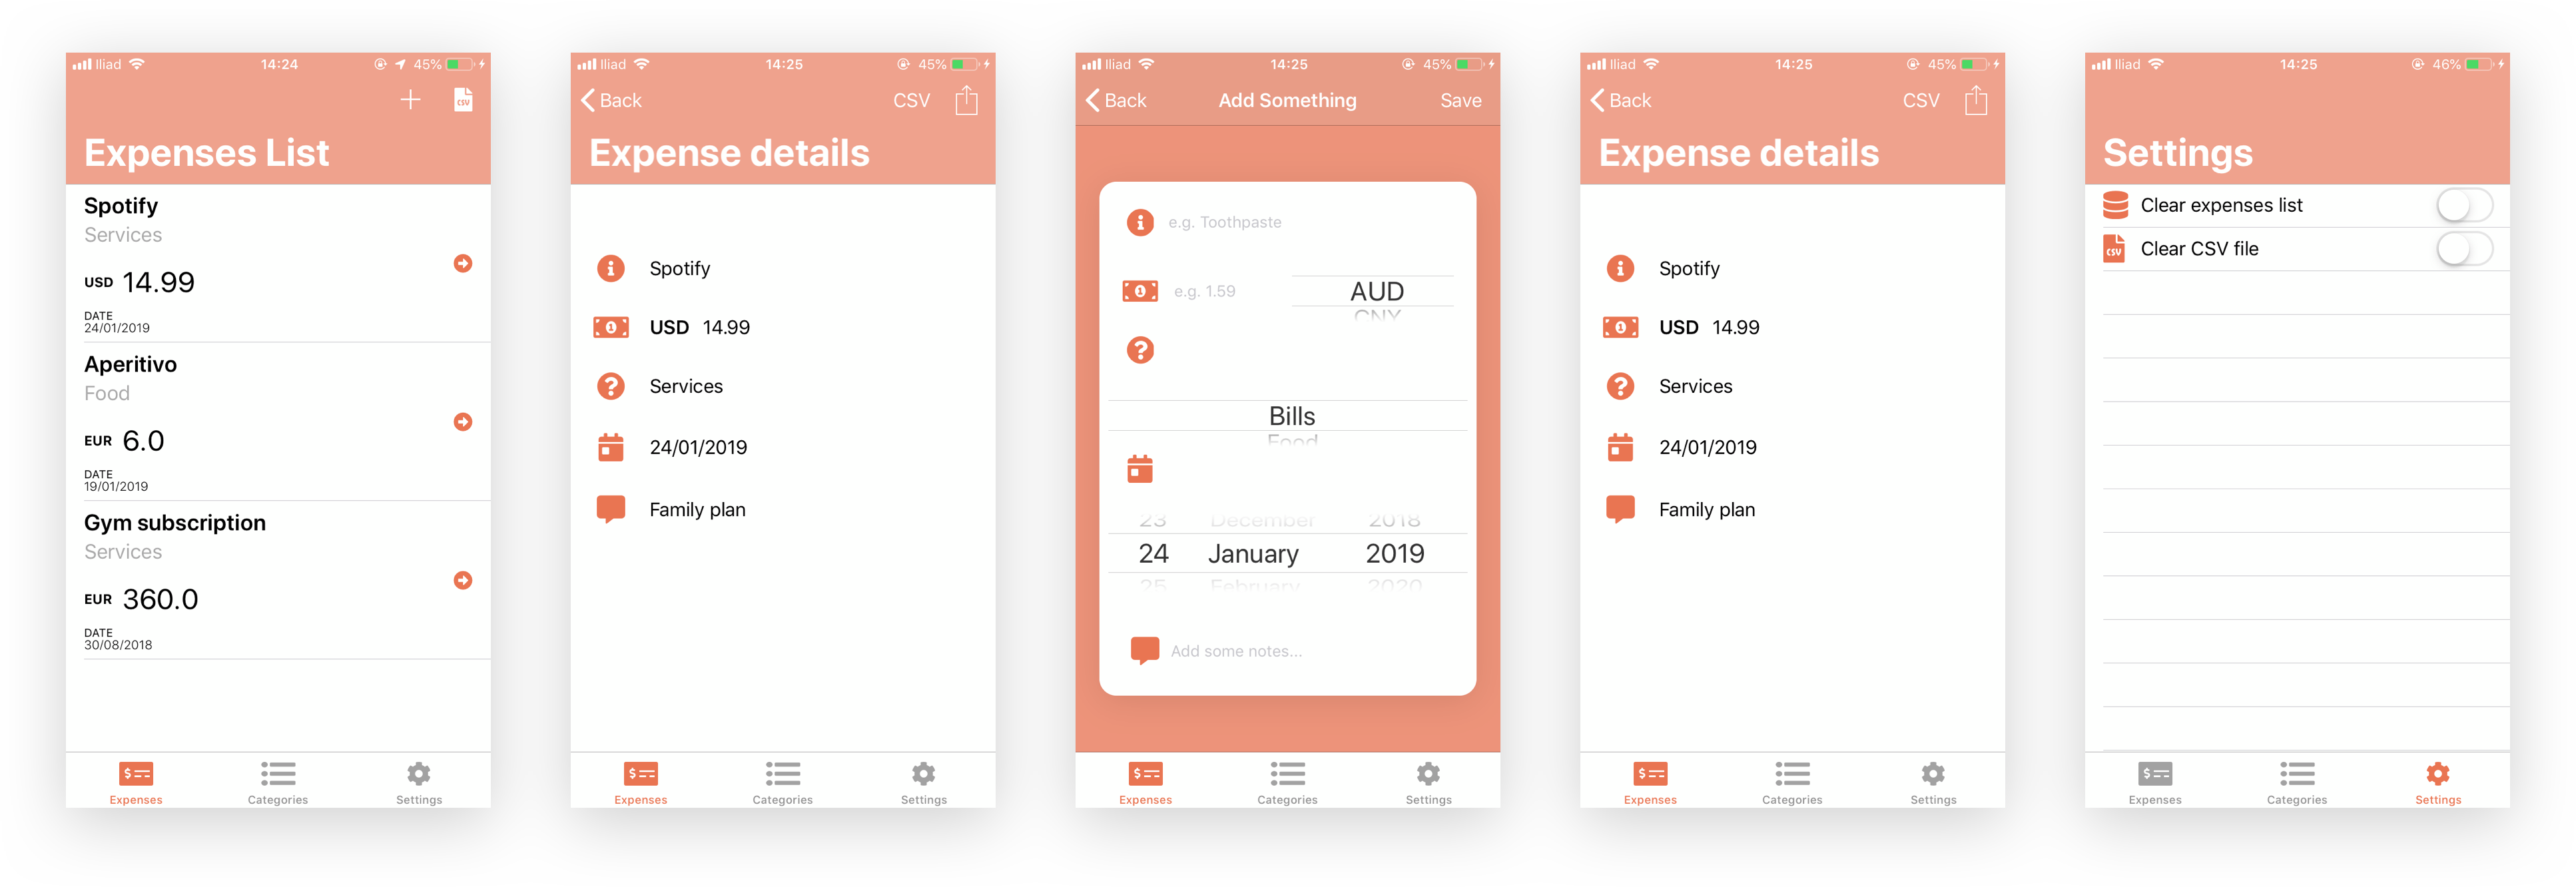 Iliad 14:24 45%
CSV
Expenses List
Spotify
Services
USD 14.99
DATE
24/01/2019
Aperitivo
Food
EUR 6.0
DATE
19/01/2019
Gym subscription
Services
EUR 360.0
DATE
30/08/2018
$
Expenses Categories Settings
Iliad 14:25 45%
Back CSV
Expense details
Spotify
1 USD 14.99
? Services
24/01/2019
Family plan
$
Expenses Categories Settings
Iliad 14:25 45%
Back Add Something Save
e.g. Toothpaste
1 e.g. 1.59 AUD
CNY
?
Bills
Food
23 December 2018
24 January 2019
25 February 2020
Add some notes...
$
Expenses Categories Settings
Iliad 14:25 45%
Back CSV
Expense details
Spotify
1 USD 14.99
? Services
24/01/2019
Family plan
$
Expenses Categories Settings
Iliad 14:25 46%
Settings
Clear expenses list
CSV Clear CSV file
$
Expenses Categories Settings